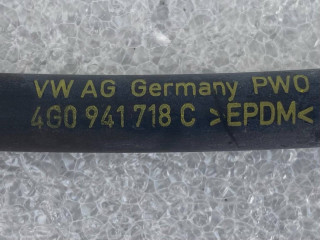 VW AG Germany PWO
4G0 941 718 C >EPDM<